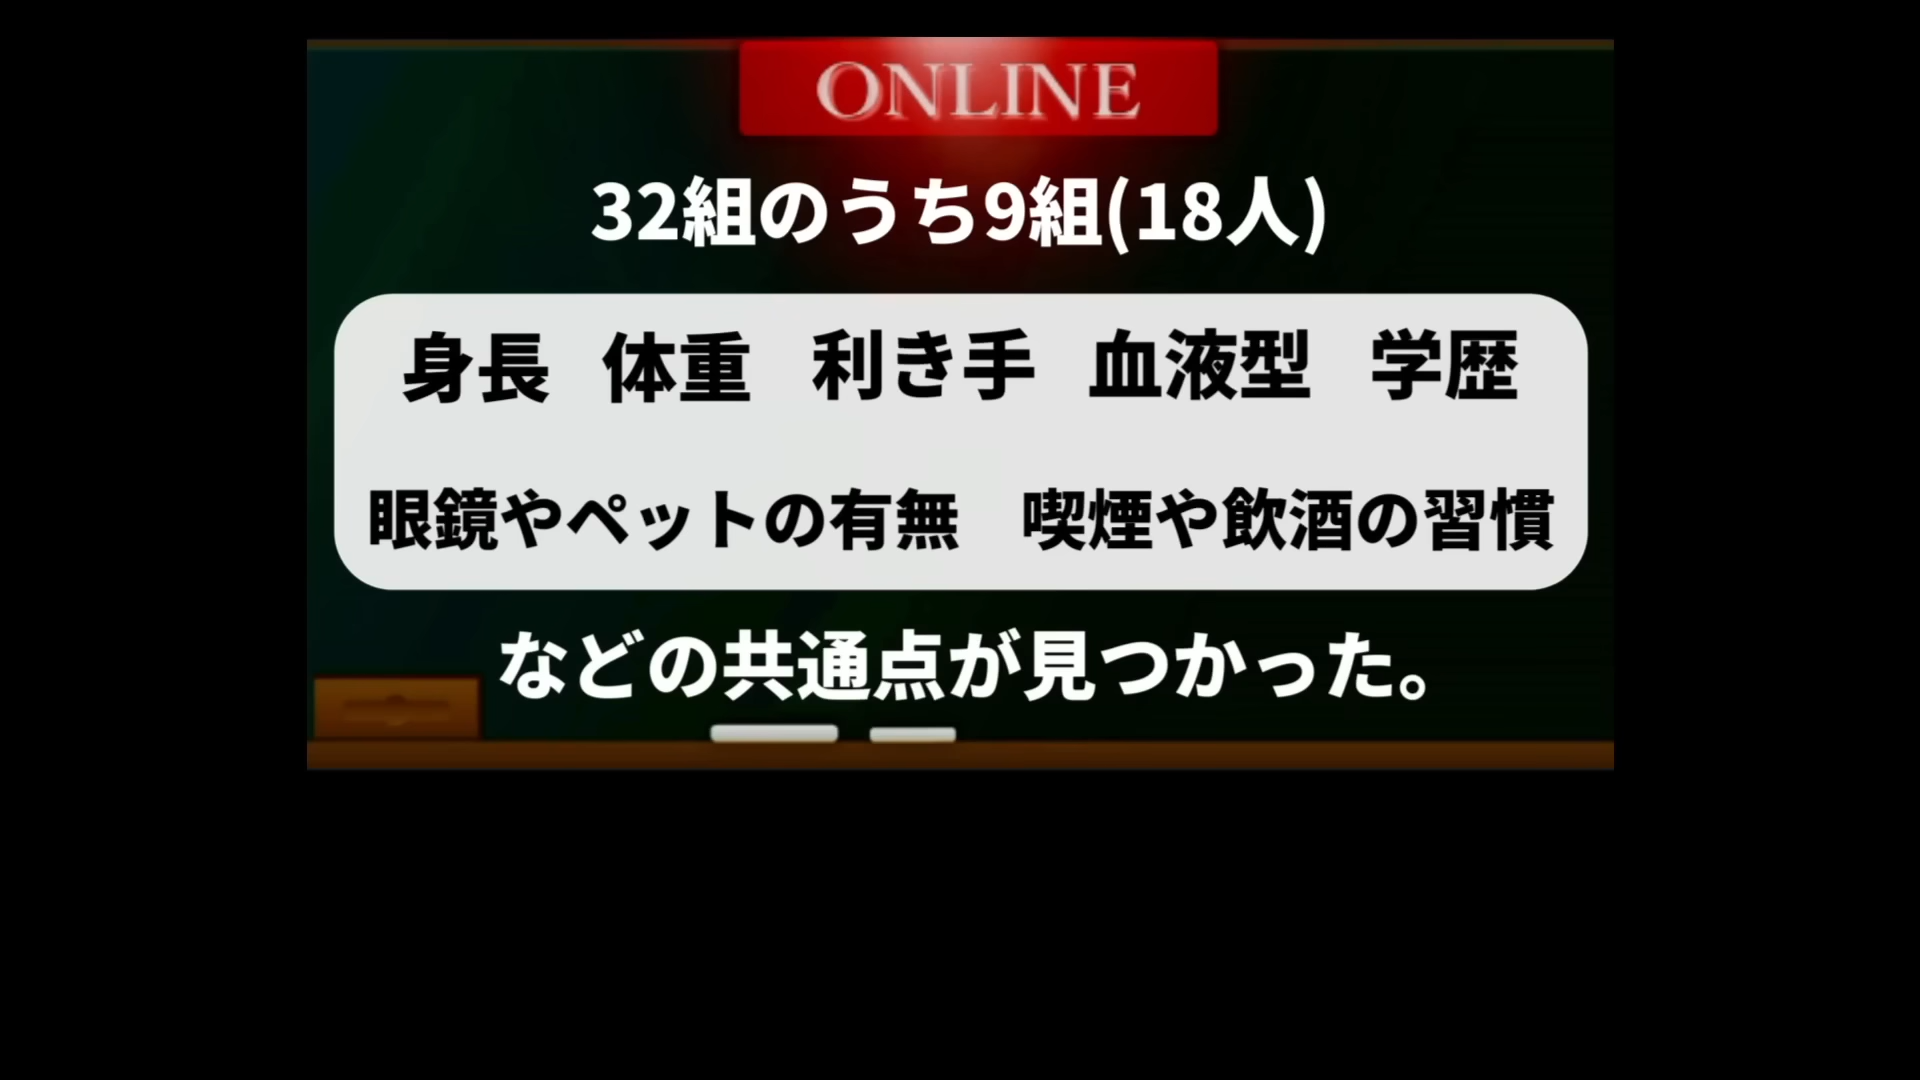 ONLINE
32組のうち9組(18人)
身長 体重 利き手 血液型 学歴
眼鏡やペットの有無 喫煙や飲酒の習慣
などの共通点が見つかった。